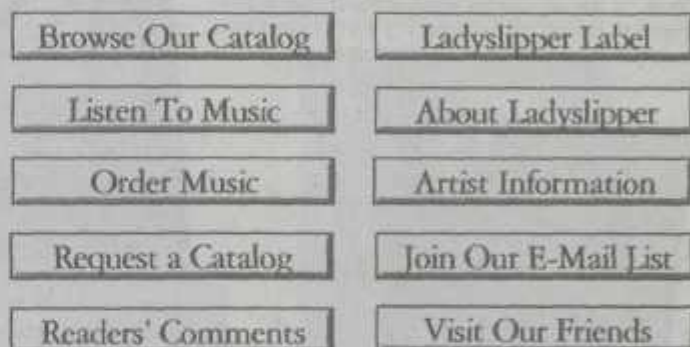 Browse Our Catalog
Ladyslipper Label
Listen To Music
About Ladyslipper
Order Music
Artist Information
Request a Catalog
Join Our E-Mail List
Readers' Comments
Visit Our Friends